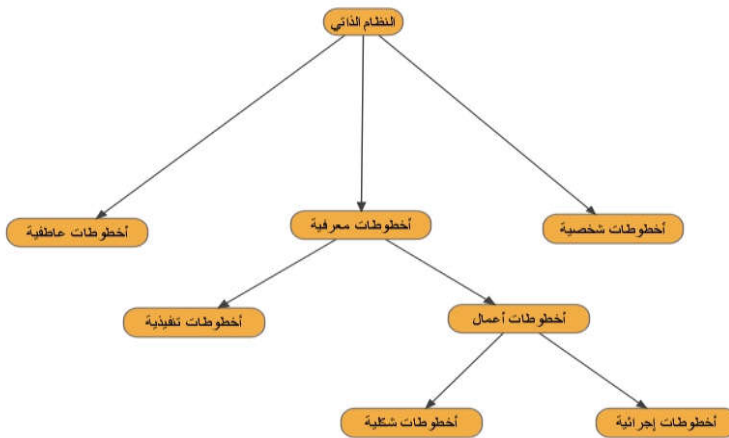 النظام الذاتي
أخطوطات شخصية
أخطوطات معرفية
أخطوطات عاطفية
أخطوطات أعمال
أخطوطات تنفيذية
أخطوطات إجرائية
أخطوطات شكلية